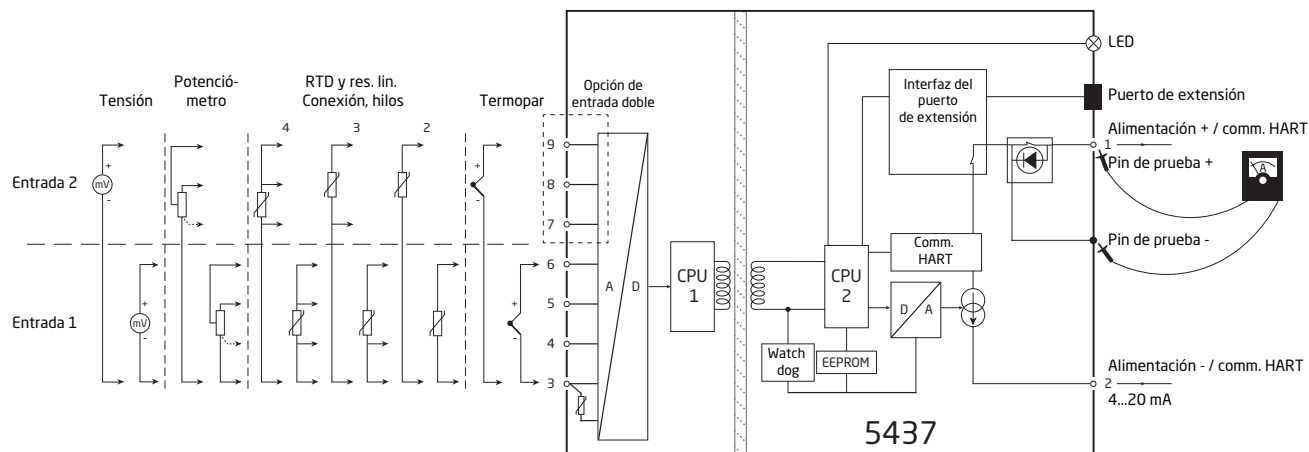 Tensión
Potenció-
metro
RTD y res. lin.
Conexión, hilos
4
3
2
Termopar
Opción de
entrada doble
Entrada 2
mV
+
-
+
-
9
8
7
Entrada 1
mV
+
-
+
-
6
5
4
3
A
D
CPU
1
CPU
2
Watch
dog
EEPROM
Interfaz del
puerto
de extensión
Comm.
HART
D
A
LED
Puerto de extensión
Alimentación + / comm. HART
1
Pin de prueba +
A
Pin de prueba -
Alimentación - / comm. HART
2
4...20 mA
5437